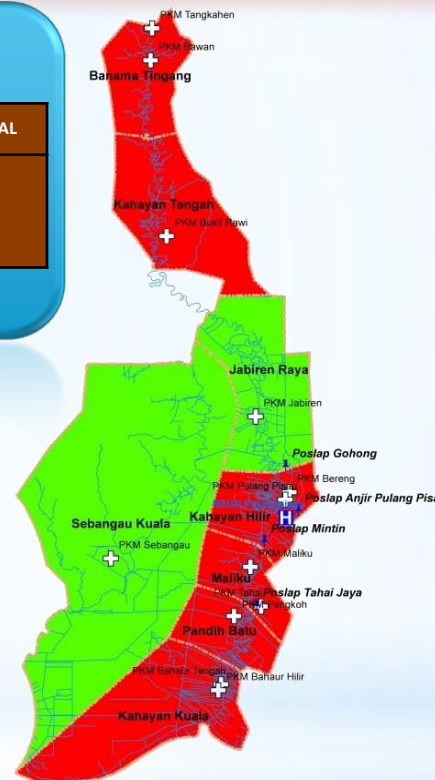 AL
PKM Tangkahen
PKM Bawan
Banama Tingang
Kahayan Tengah
PKM Bukit Rawi
Jabiren Raya
PKM Jabiren
Poslap Gohong
PKM Bereng
PKM Pulang Pisau
Poslap Anjir Pulang Pisa
Kahayan Hilir
H
Sebangau Kuala
Poslap Mintin
PKM Sebangau
PKM Maliku
Maliku
PKM Tahai
Poslap Tahai Jaya
PKM Pangkoh
Pandih Batu
PKM Bahaur Tengah
PKM Bahaur Hilir
Kahayan Kuala